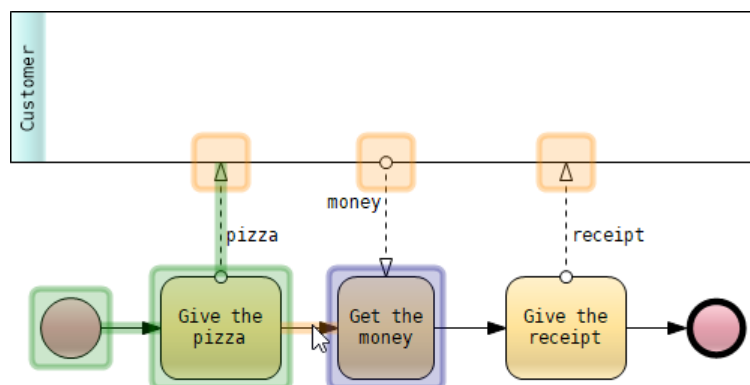 Customer
money
pizza
receipt
Give the
pizza
Get the
money
Give the
receipt